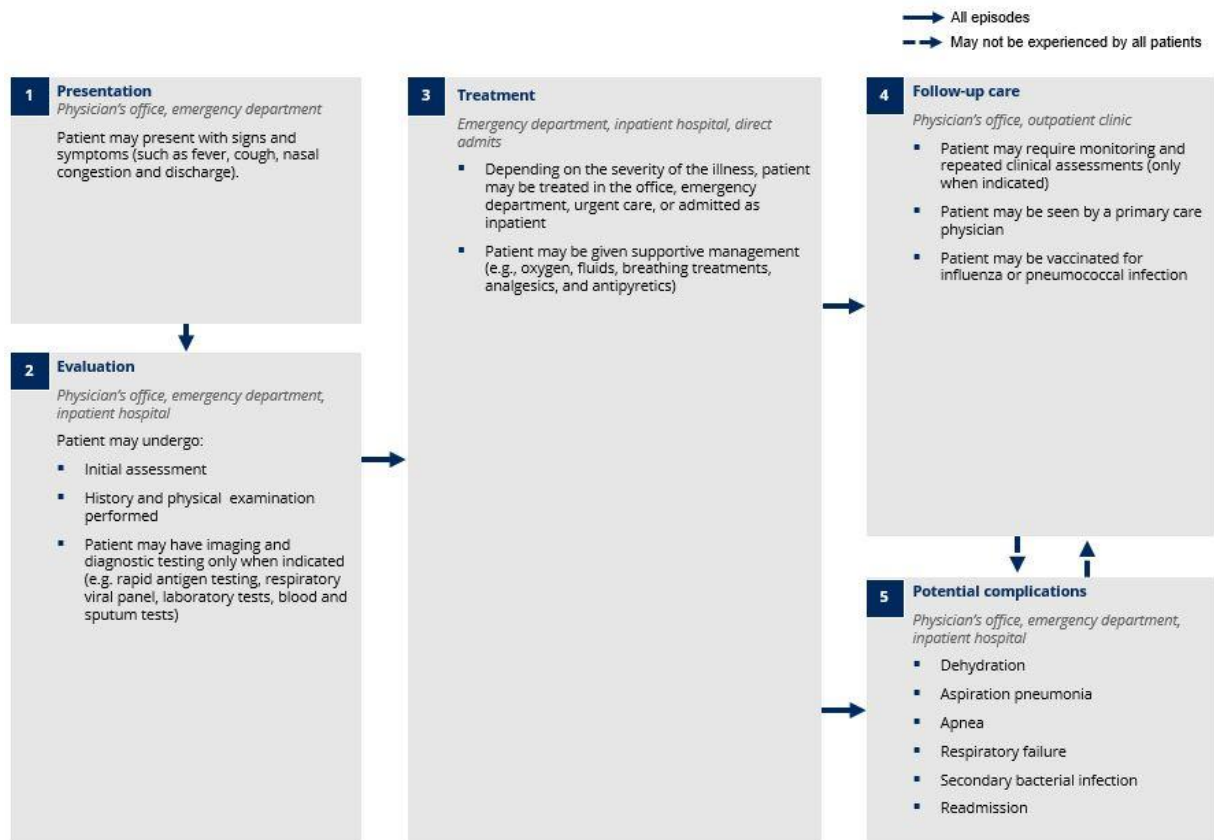 All episodes
May not be experienced by all patients
1
Presentation
Physician's office, emergency department
Patient may present with signs and
symptoms (such as fever, cough, nasal
congestion and discharge).
2
Evaluation
Physician's office, emergency department,
inpatient hospital
Patient may undergo:
▪ Initial assessment
▪ History and physical examination
performed
▪ Patient may have imaging and
diagnostic testing only when indicated
(e.g. rapid antigen testing, respiratory
viral panel, laboratory tests, blood and
sputum tests)
3
Treatment
Emergency department, inpatient hospital, direct
admits
▪ Depending on the severity of the illness, patient
may be treated in the office, emergency
department, urgent care, or admitted as
inpatient
▪ Patient may be given supportive management
(e.g., oxygen, fluids, breathing treatments,
analgesics, and antipyretics)
4
Follow-up care
Physician's office, outpatient clinic
▪ Patient may require monitoring and
repeated clinical assessments (only
when indicated)
▪ Patient may be seen by a primary care
physician
▪ Patient may be vaccinated for
influenza or pneumococcal infection
5
Potential complications
Physician's office, emergency department,
inpatient hospital
▪ Dehydration
▪ Aspiration pneumonia
▪ Apnea
▪ Respiratory failure
▪ Secondary bacterial infection
▪ Readmission